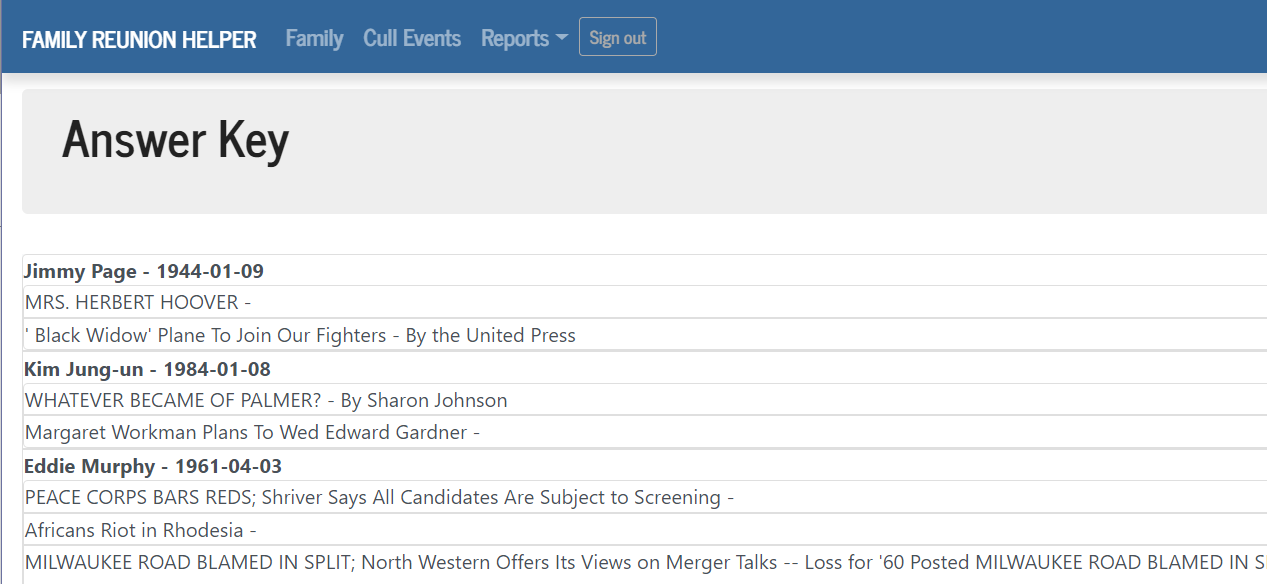 FAMILY REUNION HELPER Family Cull Events Reports Sign out
Answer Key
Jimmy Page - 1944-01-09
MRS. HERBERT HOOVER -
' Black Widow' Plane To Join Our Fighters - By the United Press
Kim Jung-un - 1984-01-08
WHATEVER BECAME OF PALMER? - By Sharon Johnson
Margaret Workman Plans To Wed Edward Gardner -
Eddie Murphy - 1961-04-03
PEACE CORPS BARS REDS; Shriver Says All Candidates Are Subject to Screening -
Africans Riot in Rhodesia -
MILWAUKEE ROAD BLAMED IN SPLIT; North Western Offers Its Views on Merger Talks -- Loss for '60 Posted MILWAUKEE ROAD BLAMED IN